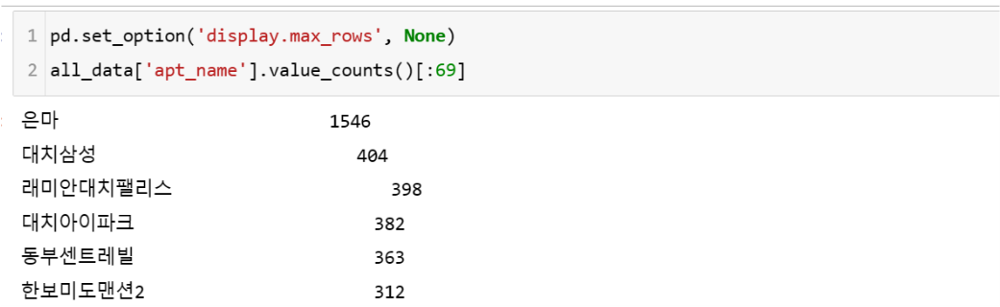 1 pd.set_option('display.max_rows', None)
2 all_data['apt_name'].value_counts()[:69]
은마 1546
대치삼성 404
래미안대치팰리스 398
대치아이파크 382
동부센트레빌 363
한보미도맨션2 312